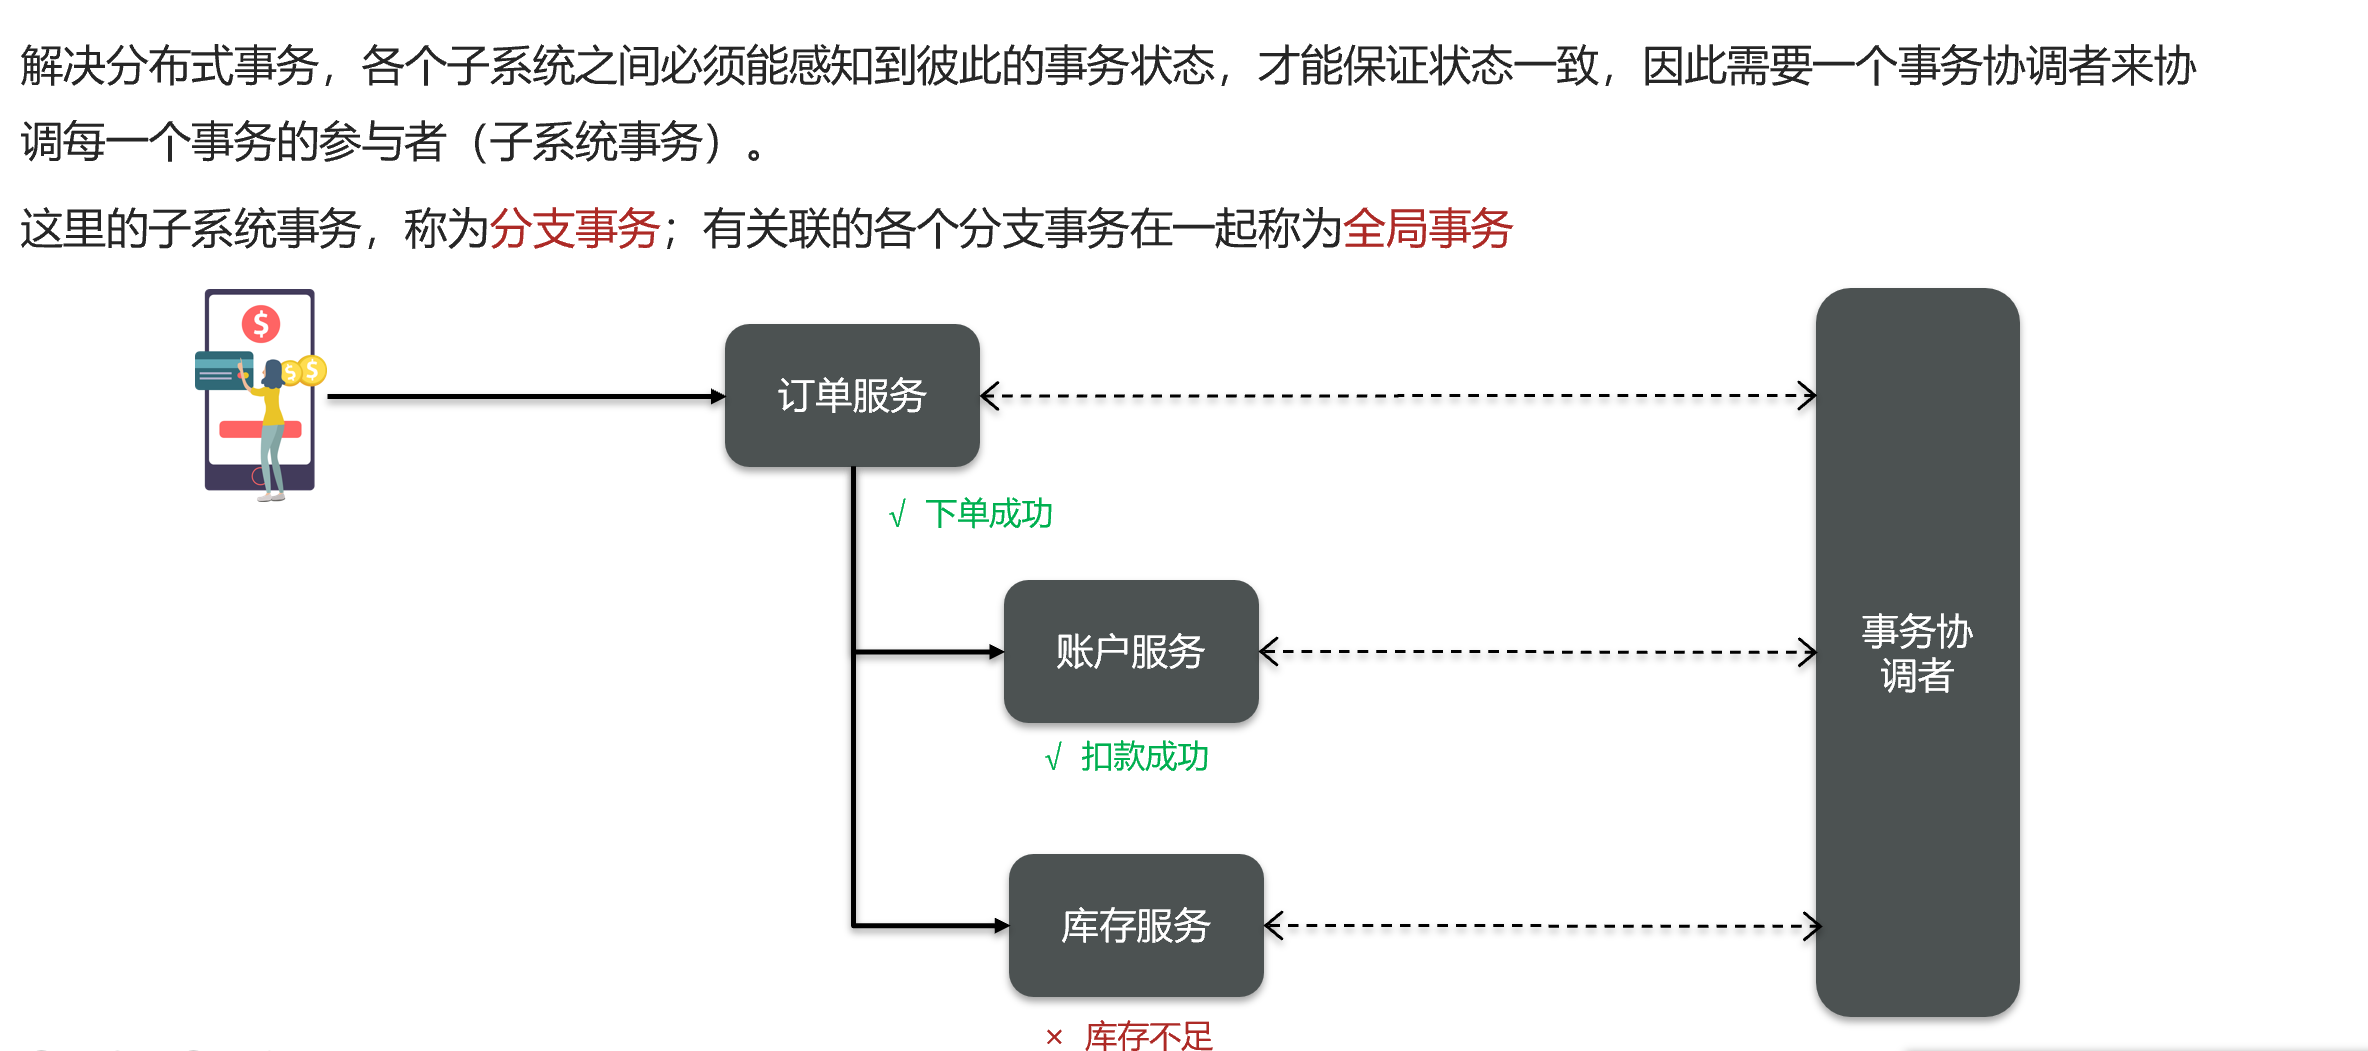 解决分布式事务，各个子系统之间必须能感知到彼此的事务状态，才能保证状态一致，因此需要一个事务协调者来协
调每一个事务的参与者（子系统事务）。
这里的子系统事务，称为分支事务；有关联的各个分支事务在一起称为全局事务
$
$ $
订单服务
√ 下单成功
账户服务
√ 扣款成功
事务协
调者
库存服务
× 库存不足